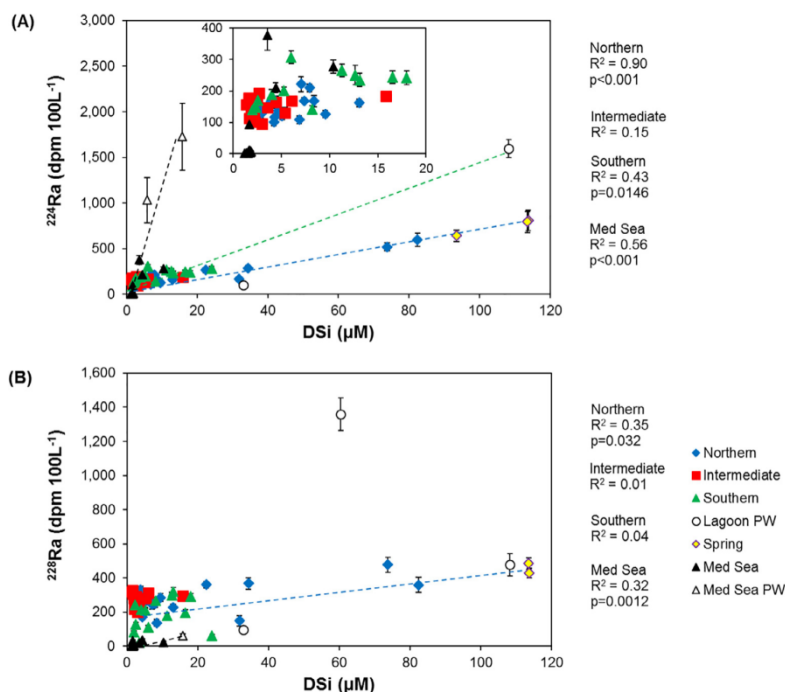 (A)
3,000
2,500
2,000
1,500
1,000
500
0
²²⁴Ra (dpm 100L⁻¹)
0 20 40 60 80 100 120
DSi (µM)
400
300
200
100
0
0 5 10 15 20
Northern
R² = 0.90
p<0.001
Intermediate
R² = 0.15
Southern
R² = 0.43
p=0.0146
Med Sea
R² = 0.56
p<0.001
(B)
1,600
1,400
1,200
1,000
800
600
400
200
0
²²⁸Ra (dpm 100L⁻¹)
0 20 40 60 80 100 120
DSi (µM)
Northern
R² = 0.35
p=0.032
Intermediate
R² = 0.01
Southern
R² = 0.04
Med Sea
R² = 0.32
p=0.0012
Northern
Intermediate
Southern
Lagoon PW
Spring
Med Sea
Med Sea PW